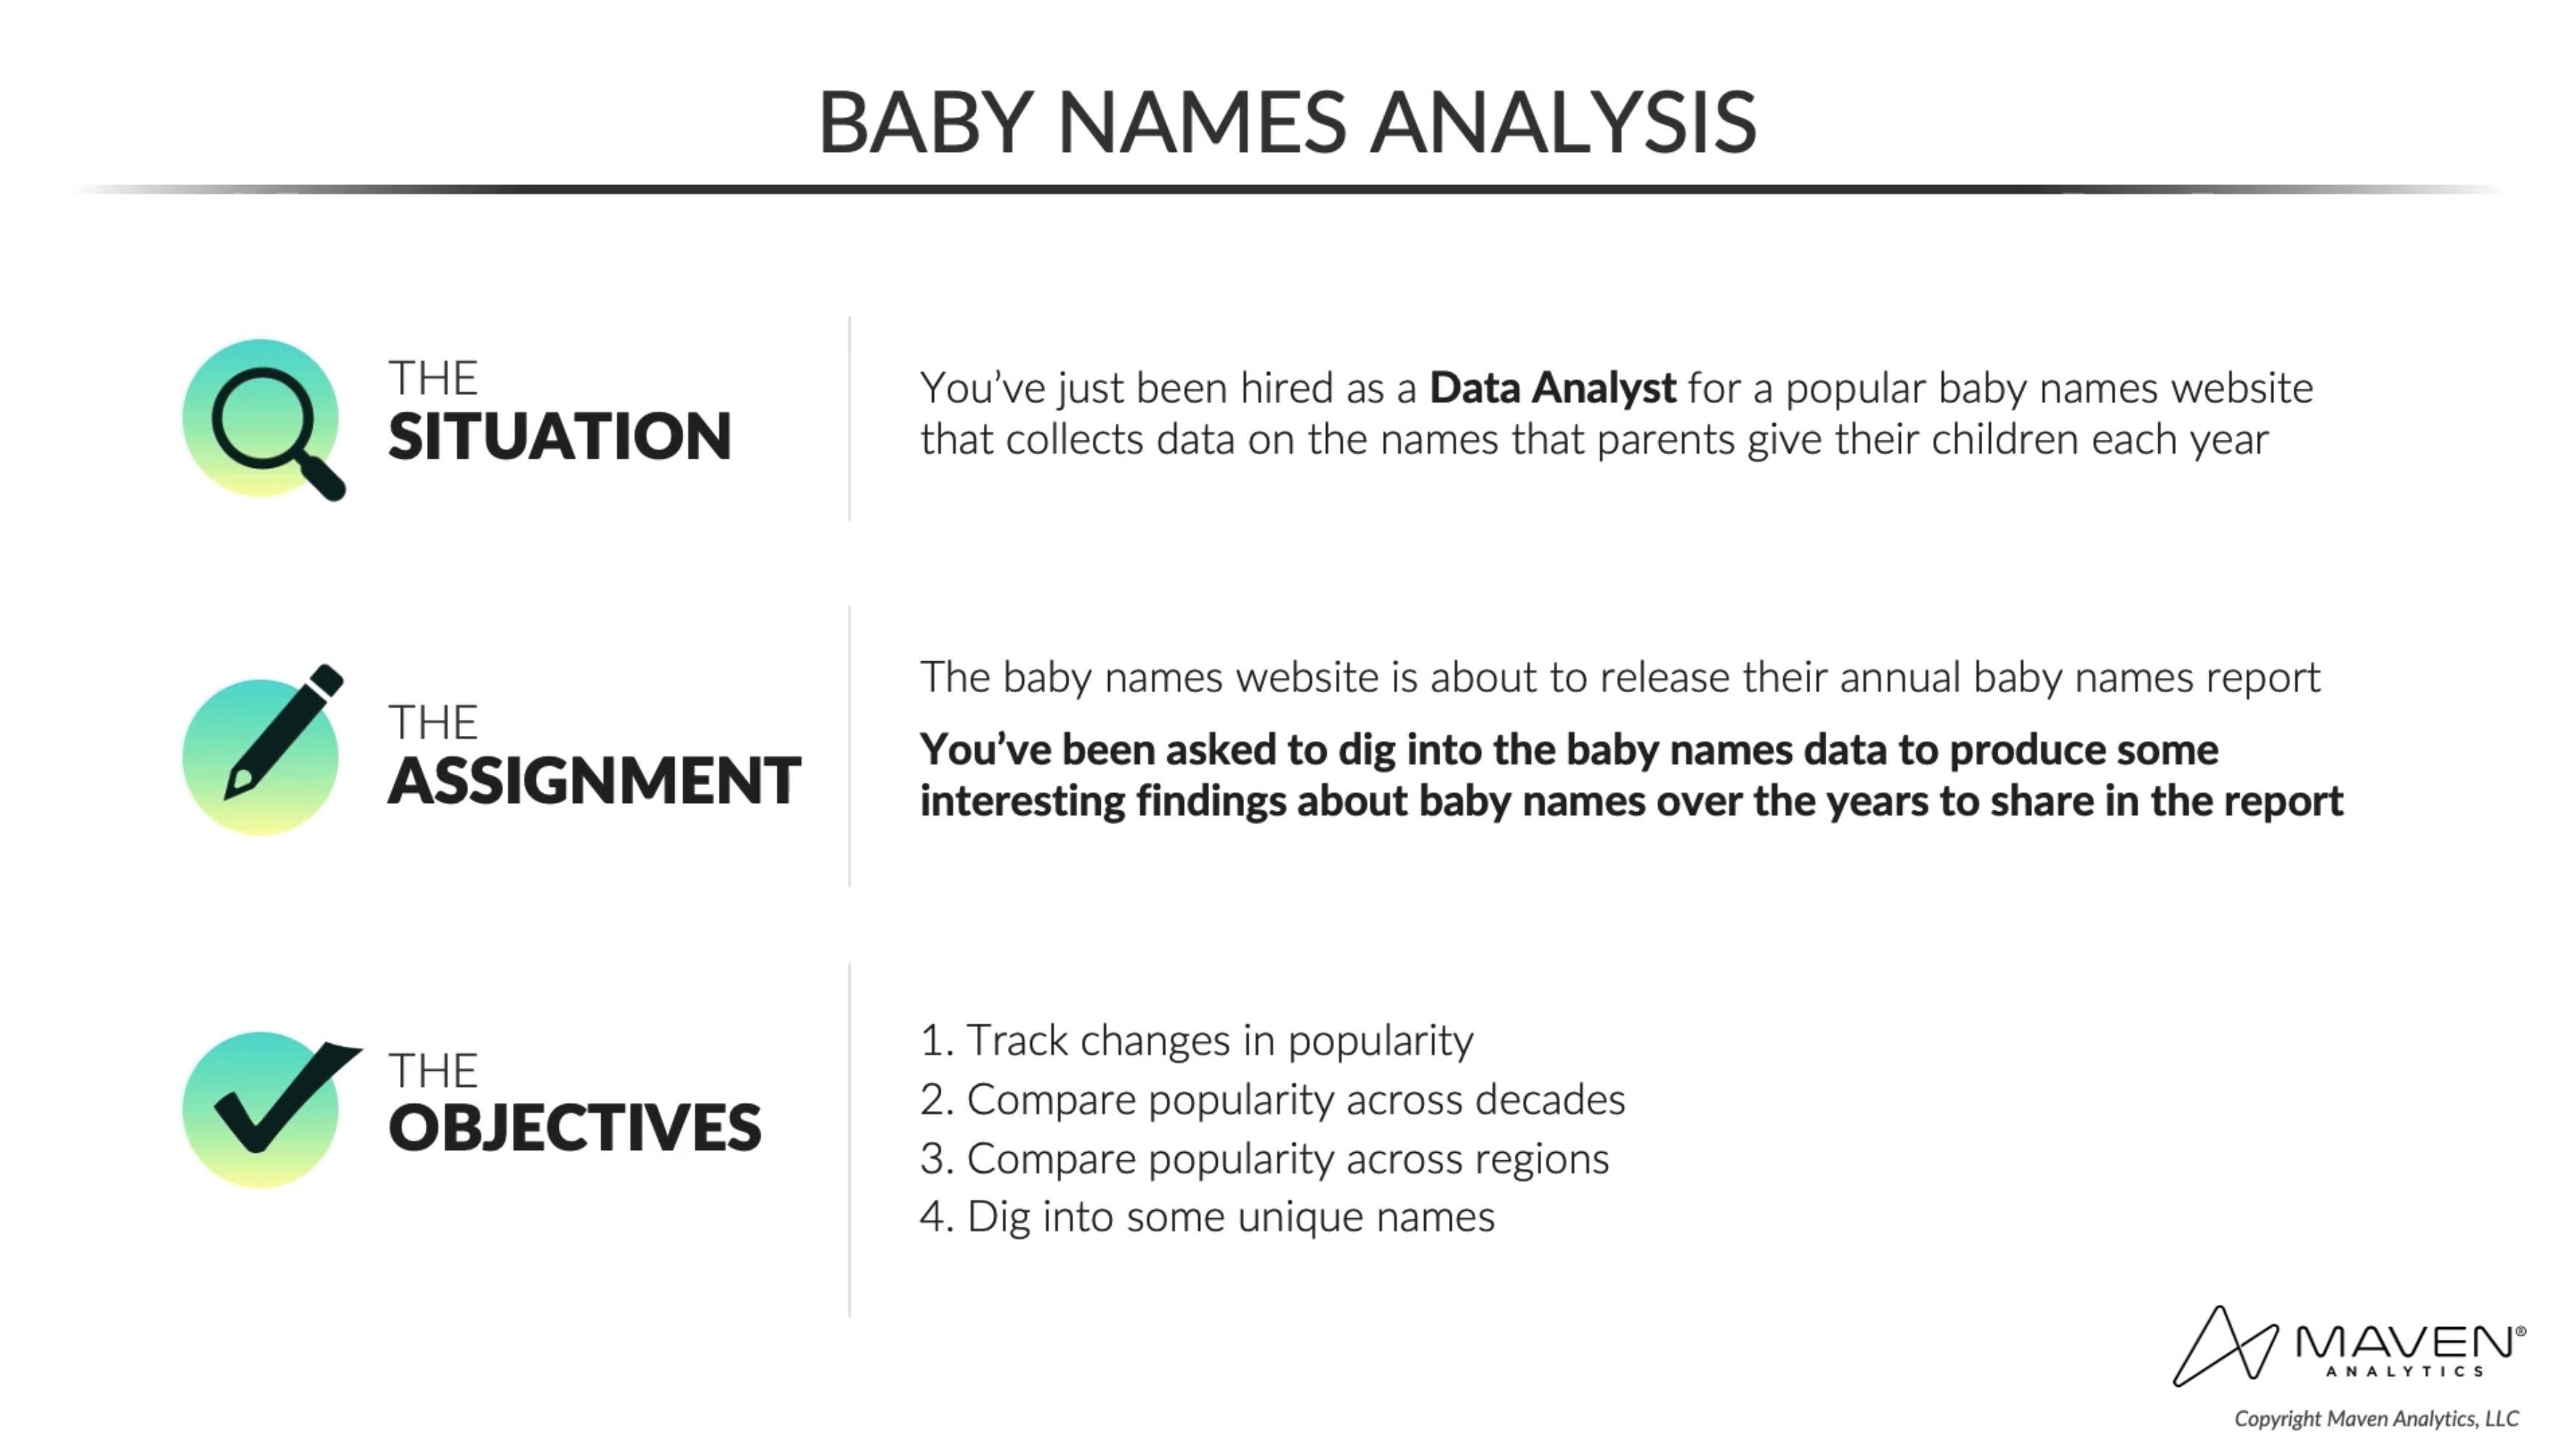 BABY NAMES ANALYSIS
THE
SITUATION
You’ve just been hired as a Data Analyst for a popular baby names website
that collects data on the names that parents give their children each year
THE
ASSIGNMENT
The baby names website is about to release their annual baby names report
You’ve been asked to dig into the baby names data to produce some
interesting findings about baby names over the years to share in the report
THE
OBJECTIVES
1. Track changes in popularity
2. Compare popularity across decades
3. Compare popularity across regions
4. Dig into some unique names
MAVEN®
ANALYTICS
Copyright Maven Analytics, LLC